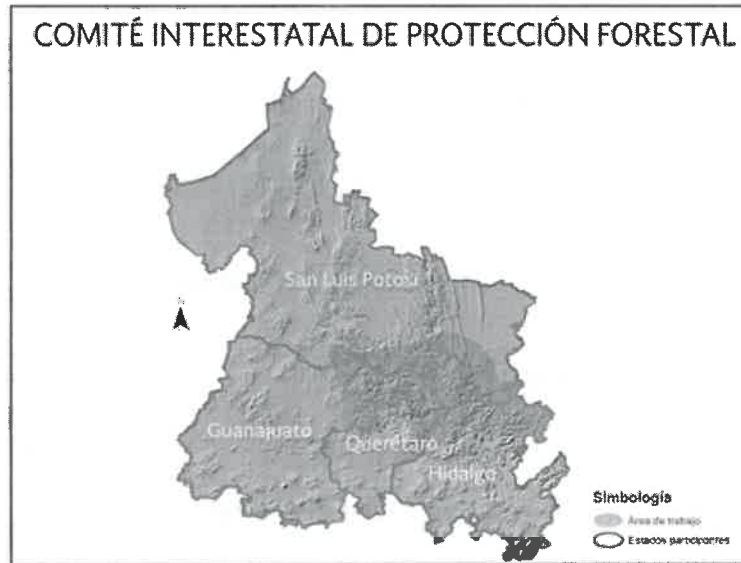 COMITÉ INTERESTATAL DE PROTECCIÓN FORESTAL
San Luis Potosí
N
Guanajuato
Querétaro
Hidalgo
Simbología
Área de trabajo
Estados participantes